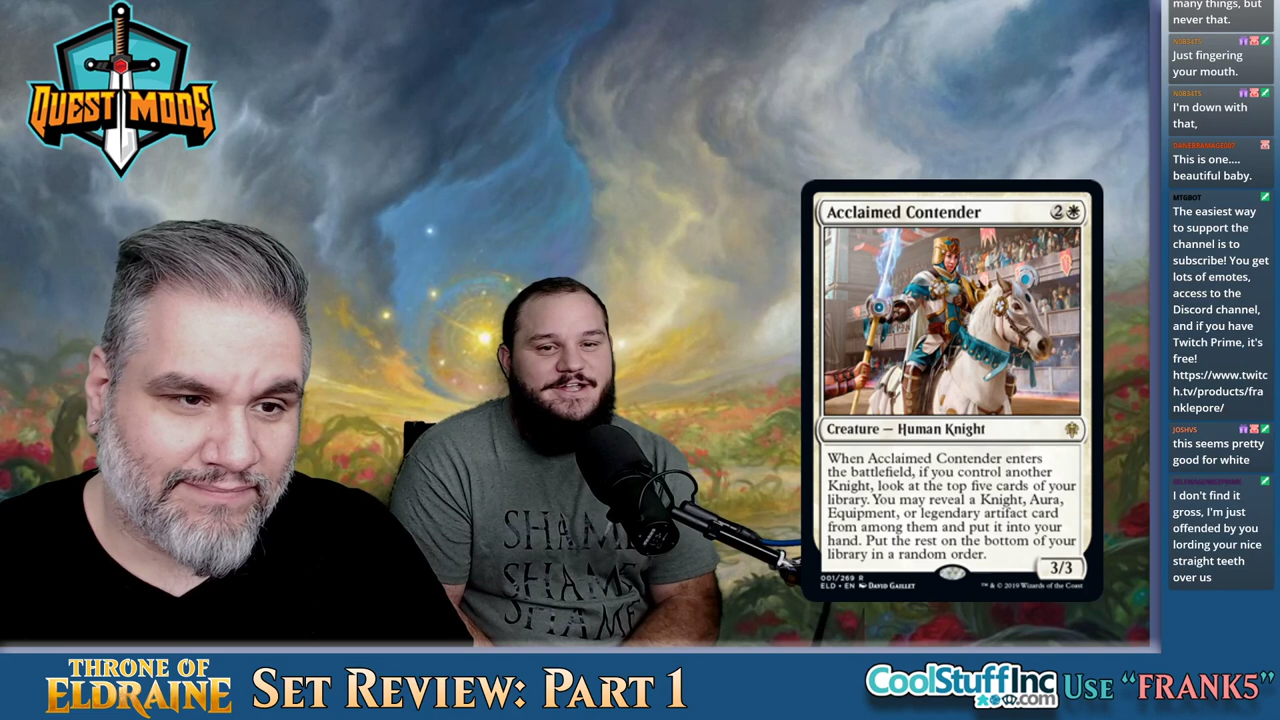 QUEST MODE
Acclaimed Contender 2
Creature — Human Knight
When Acclaimed Contender enters
the battlefield, if you control another
Knight, look at the top five cards of your
library. You may reveal a Knight, Aura,
Equipment, or legendary artifact card
from among them and put it into your
hand. Put the rest on the bottom of your
library in a random order.
3/3
001/269 R
ELD • EN DAVID GAILLET
™ & © 2019 Wizards of the Coast
SHAME
SHAME
SHAME
many things, but
never that.
N0B34TS
Just fingering
your mouth.
N0B34TS
I'm down with
that,
This is one....
beautiful baby.
MTGBOT
The easiest way
to support the
channel is to
subscribe! You get
lots of emotes,
access to the
Discord channel,
and if you have
Twitch Prime, it's
free!
https://www.twitc
h.tv/products/fra
nklepore/
JOSHVS
this seems pretty
good for white
I don't find it
gross, I'm just
offended by you
lording your nice
straight teeth
over us
THRONE OF
ELDRAINE
SET REVIEW: PART 1
CoolStuffInc
.com
USE "FRANK5"